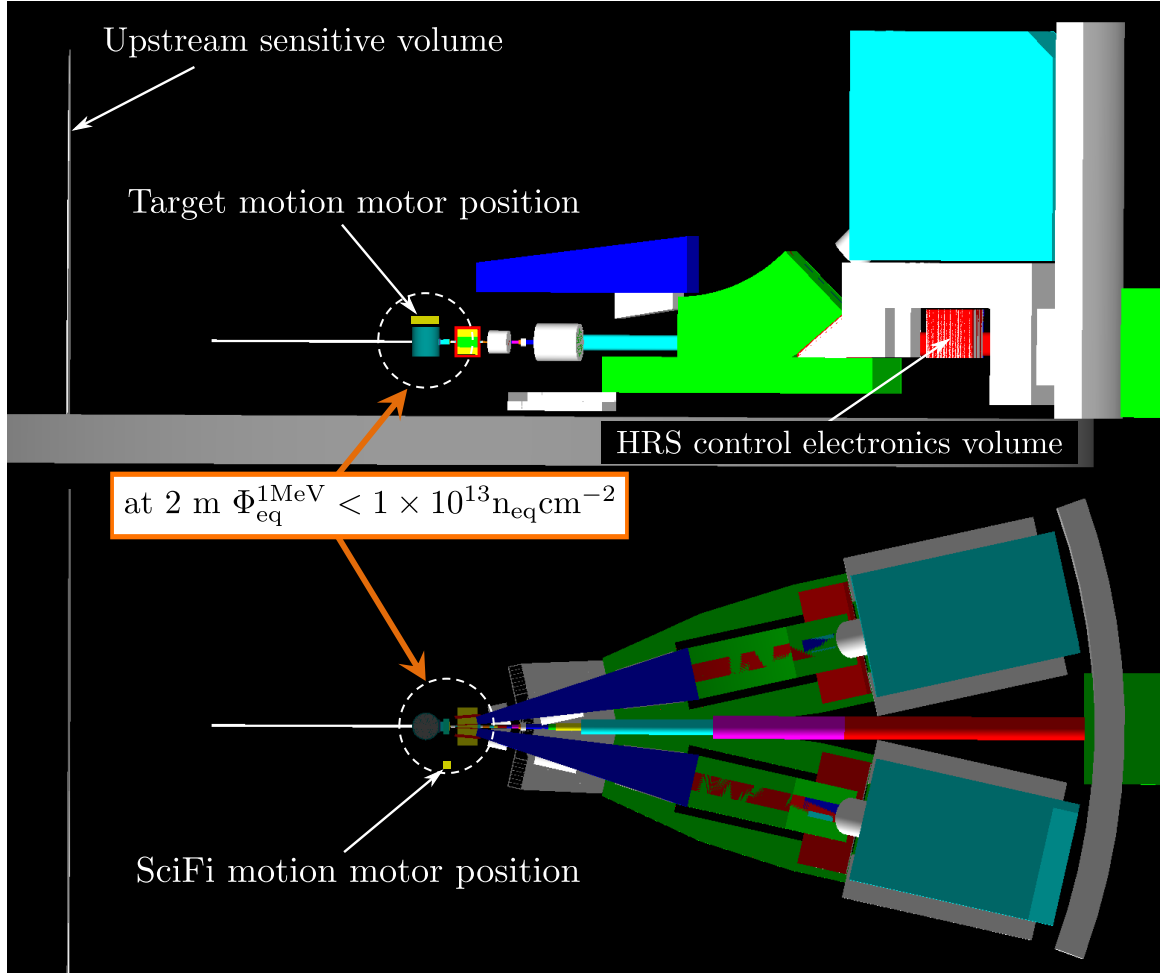 Upstream sensitive volume
Target motion motor position
HRS control electronics volume
at 2 m Φ_eq^1MeV < 1 × 10^13 n_eq cm^−2
SciFi motion motor position